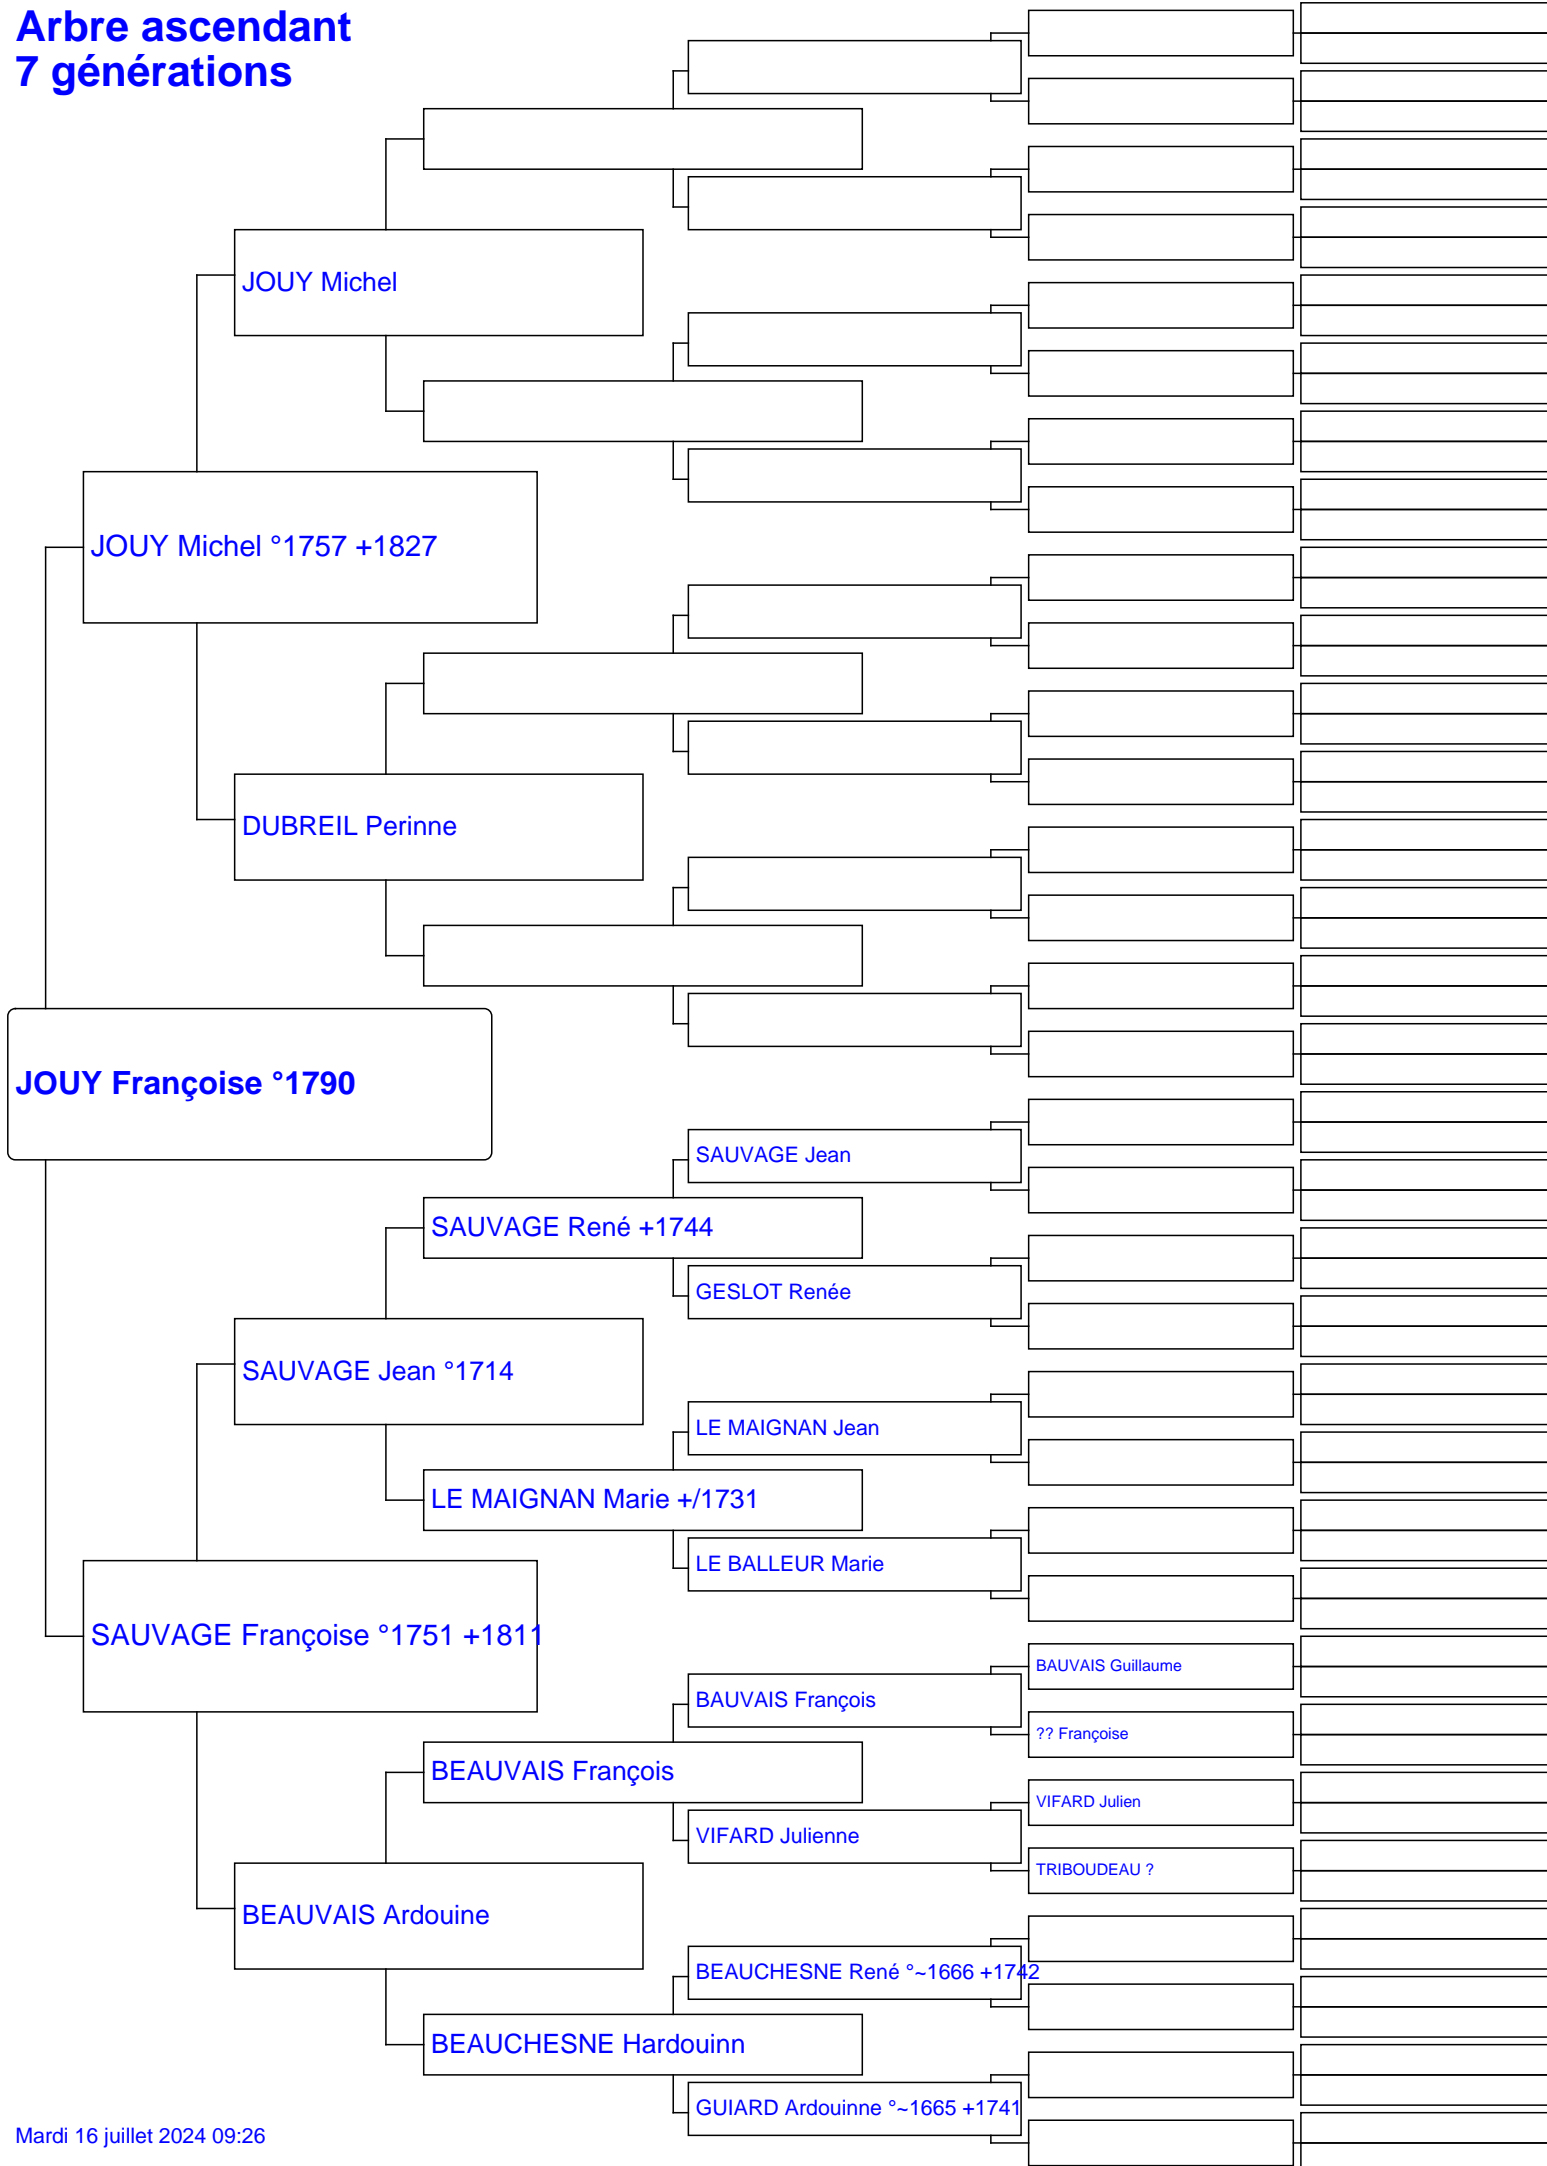 Arbre ascendant
7 générations
JOUY Michel
JOUY Michel °1757 +1827
DUBREIL Perinne
JOUY Françoise °1790
SAUVAGE Jean
SAUVAGE René +1744
GESLOT Renée
SAUVAGE Jean °1714
LE MAIGNAN Jean
LE MAIGNAN Marie +/1731
LE BALLEUR Marie
SAUVAGE Françoise °1751 +1811
BAUVAIS Guillaume
BAUVAIS François
?? Françoise
BEAUVAIS François
VIFARD Julien
VIFARD Julienne
TRIBOUDEAU ?
BEAUVAIS Ardouine
BEAUCHESNE René °~1666 +1742
BEAUCHESNE Hardouinn
GUIARD Ardouinne °~1665 +1741
Mardi 16 juillet 2024 09:26